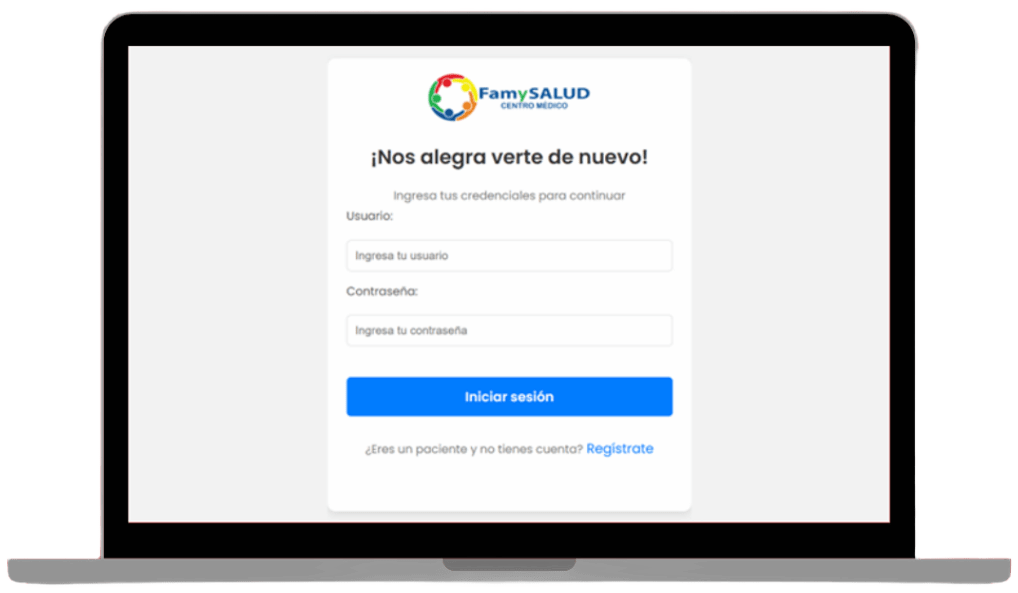 FamySALUD
CENTRO MÉDICO
¡Nos alegra verte de nuevo!
Ingresa tus credenciales para continuar
Usuario:
Ingresa tu usuario
Contraseña:
Ingresa tu contraseña
Iniciar sesión
¿Eres un paciente y no tienes cuenta? Regístrate